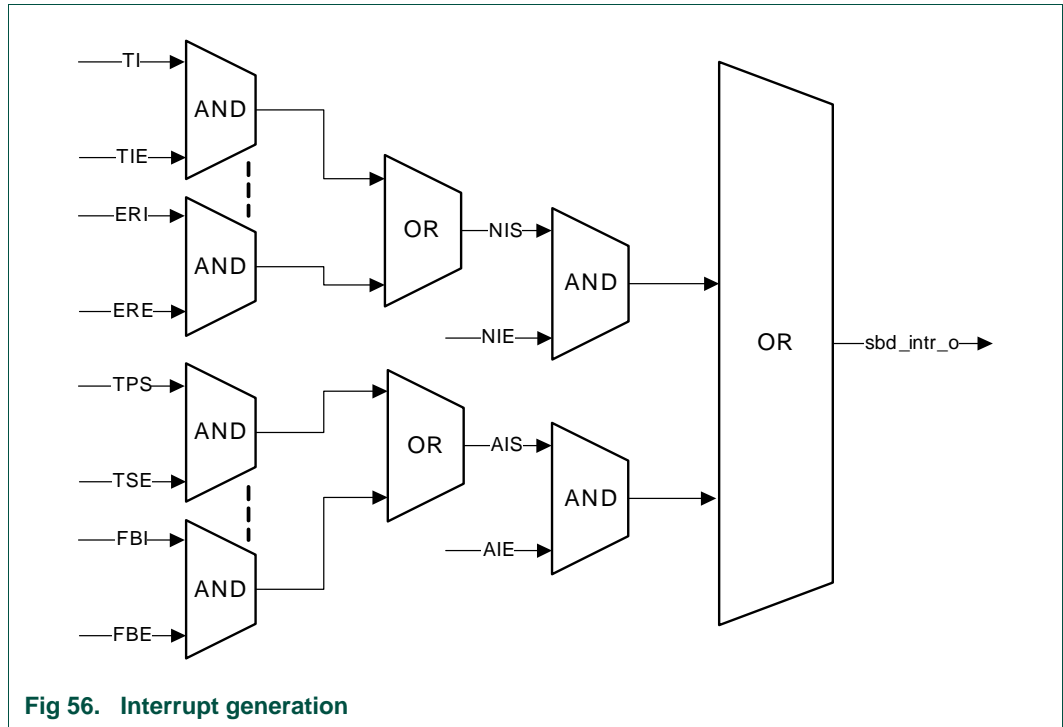 TI
AND
TIE
ERI
AND
ERE
OR
NIS
AND
NIE
TPS
AND
TSE
FBI
AND
FBE
OR
AIS
AND
AIE
OR
sbd_intr_o
Fig 56. Interrupt generation